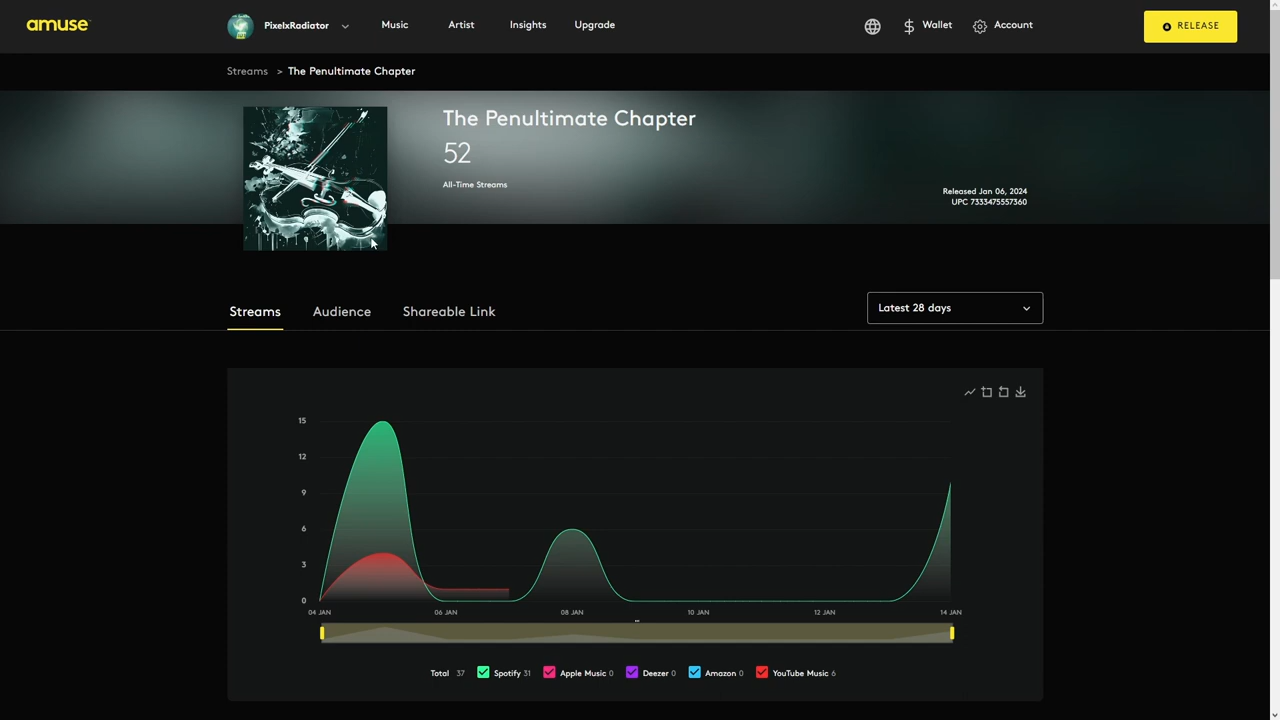 amuse
PixelxRadiator
Music
Artist
Insights
Upgrade
Wallet
Account
RELEASE
Streams > The Penultimate Chapter
The Penultimate Chapter
52
All-Time Streams
Released Jan 06, 2024
UPC 7333475557360
Streams
Audience
Shareable Link
Latest 28 days
15
12
9
6
3
0
04 JAN
06 JAN
08 JAN
10 JAN
12 JAN
14 JAN
Total 37
Spotify 31
Apple Music 0
Deezer 0
Amazon 0
YouTube Music 6